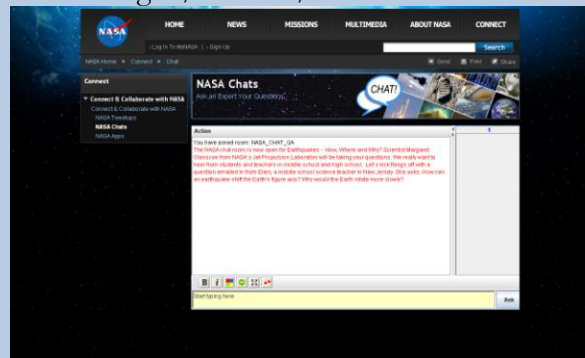 NASA
HOME NEWS MISSIONS MULTIMEDIA ABOUT NASA CONNECT
› Log In To MyNASA | › Sign Up
Search
NASA Home > Connect > Chat
Send Print Share
Connect
Connect & Collaborate with NASA
Connect & Collaborate with NASA
NASA Tweetups
NASA Chats
NASA Apps
NASA Chats
Ask an Expert Your Questions
CHAT!
Action
1
You have joined room: NASA_CHAT_QA
The NASA chat room is now open for Earthquakes -- How, Where and Why? Scientist Margaret
Glasscoe from NASA's Jet Propulsion Laboratory will be taking your questions. We really want to
hear from students and teachers in middle school and high school. Let's kick things off with a
question emailed in from Ellen, a middle school science teacher in New Jersey. She asks: How can
an earthquake shift the Earth's figure axis? Why would the Earth rotate more slowly?
B i
Start typing here
Ask